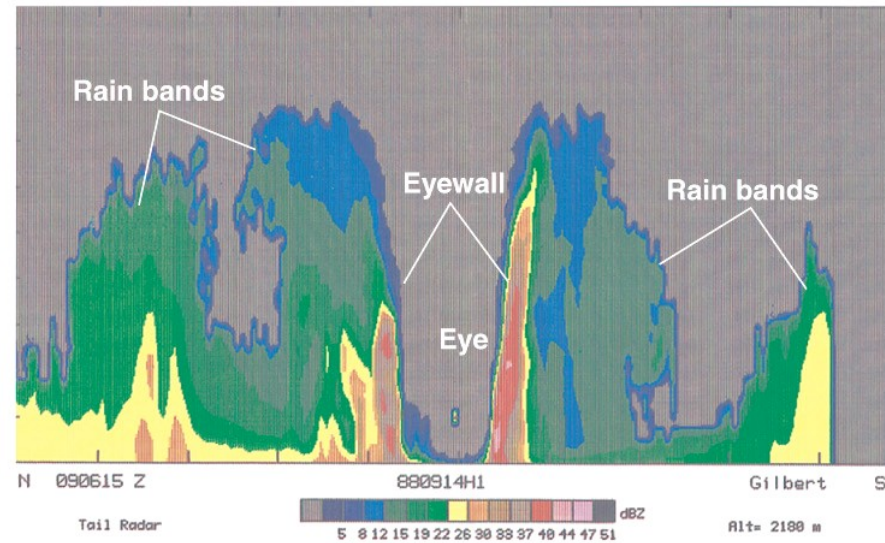 Rain bands
Eyewall
Rain bands
Eye
N 090615 Z 880914H1 Gilbert S
dBZ
5 8 12 15 19 22 26 30 33 37 40 44 47 51
Tail Radar Alt= 2180 m